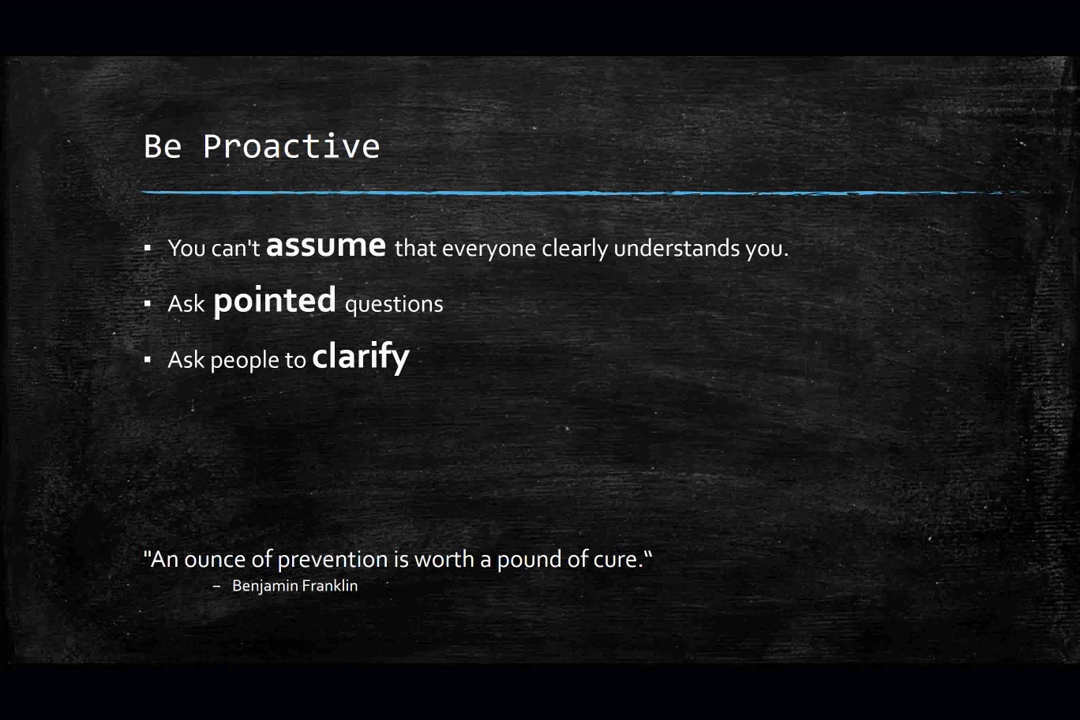 Be Proactive
▪ You can't assume that everyone clearly understands you.
▪ Ask pointed questions
▪ Ask people to clarify
"An ounce of prevention is worth a pound of cure.“
– Benjamin Franklin